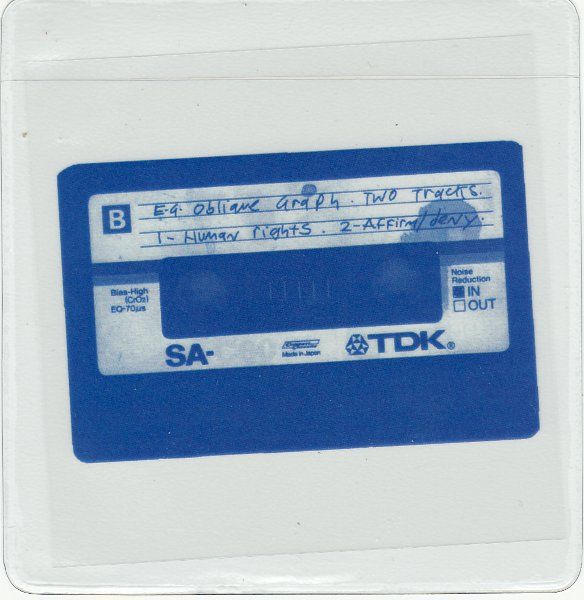 B
E.g. Oblique Graph. Two Tracks.
1- Human rights. 2-Affirm/deny.
Bias-High
(CrO2)
EQ-70µs
Noise
Reduction
IN
OUT
SA-
Made in Japan
TDK®